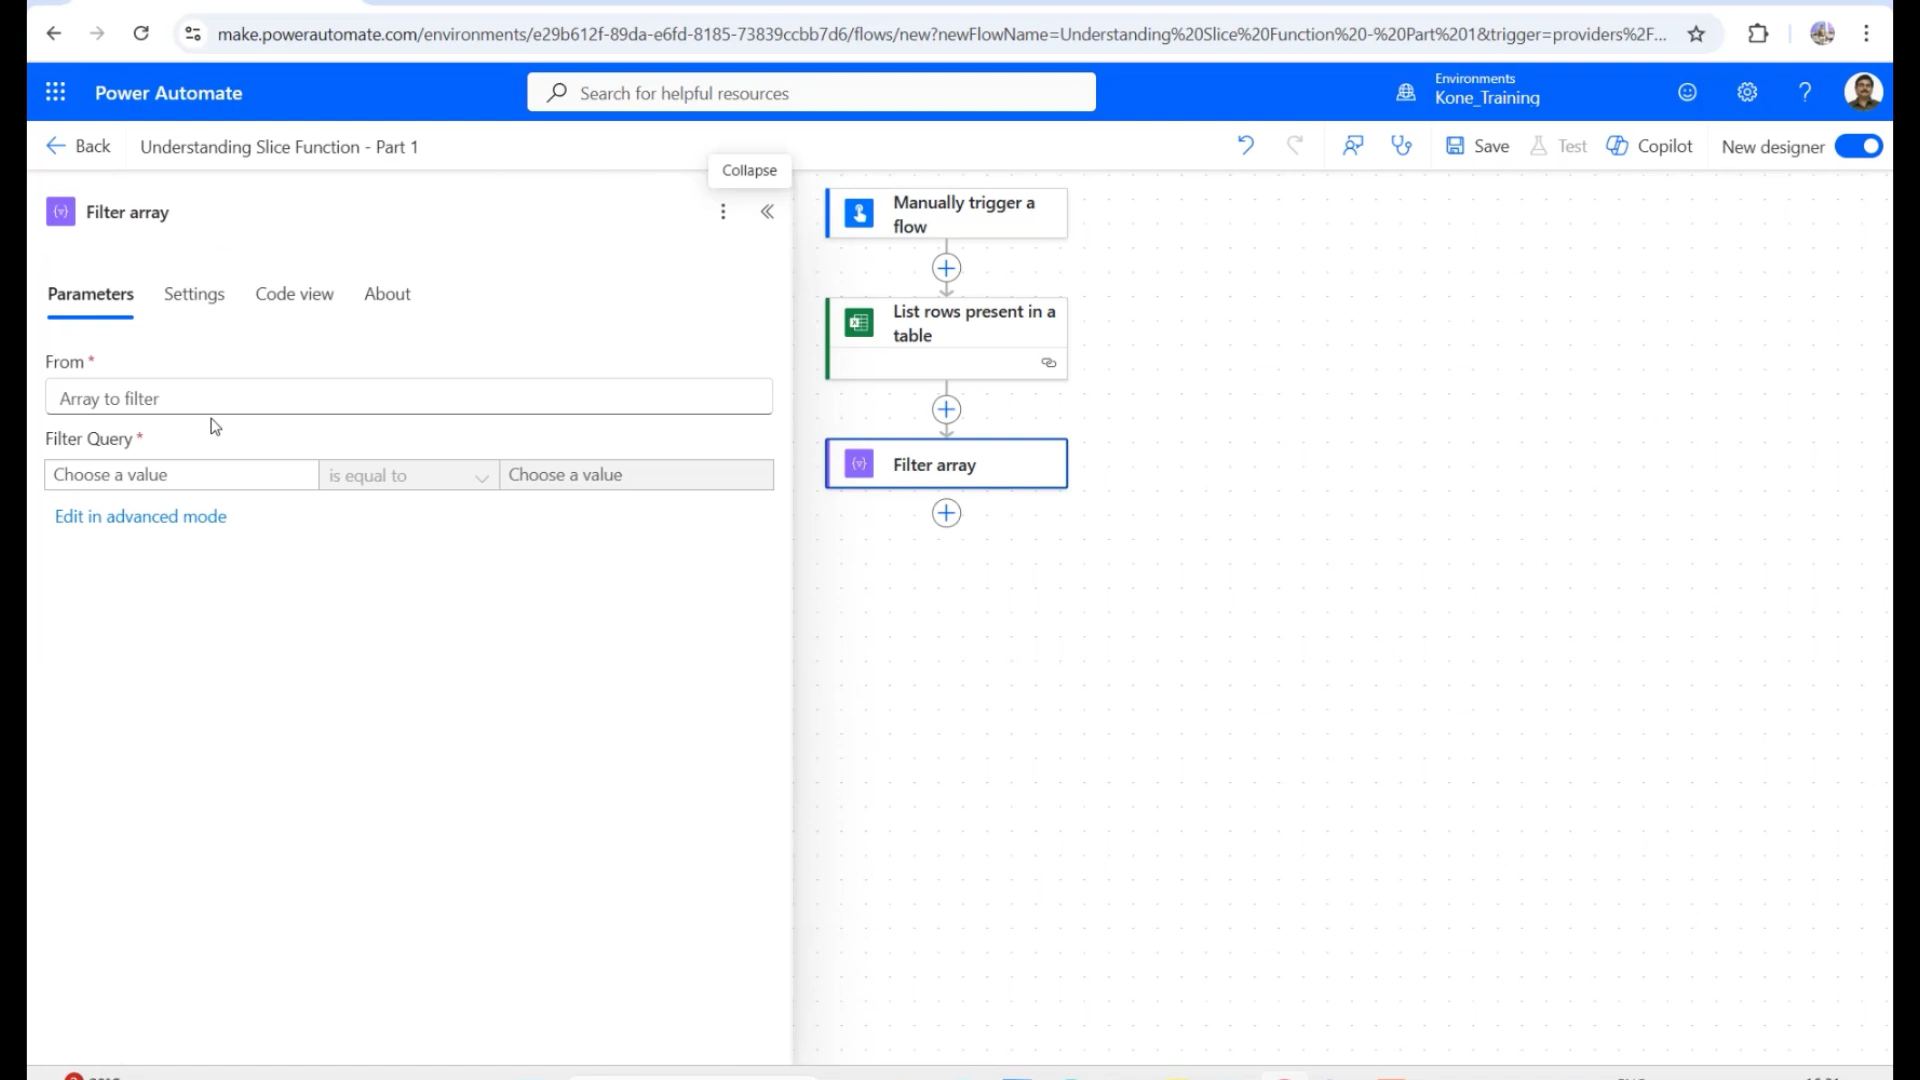 make.powerautomate.com/environments/e29b612f-89da-e6fd-8185-73839ccbb7d6/flows/new?newFlowName=Understanding%20Slice%20Function%20-%20Part%201&trigger=providers%2F...
Power Automate
Search for helpful resources
Environments
Kone_Training
Back
Understanding Slice Function - Part 1
Save
Test
Copilot
New designer
Collapse
Filter array
Parameters
Settings
Code view
About
From *
Array to filter
Filter Query *
Choose a value
is equal to
Choose a value
Edit in advanced mode
Manually trigger a
flow
List rows present in a
table
Filter array